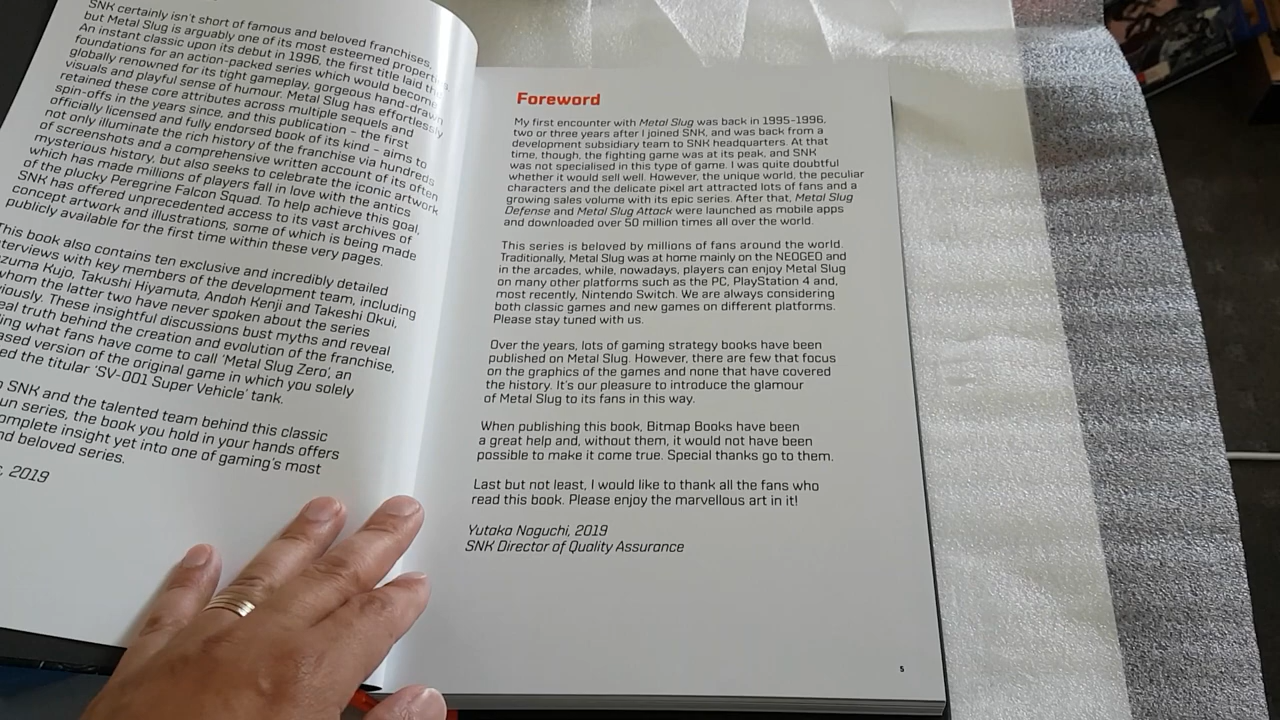 SNK certainly isn't short of famous and beloved franchises,
but Metal Slug is arguably one of its most esteemed
An instant classic upon its debut in 1996, the first title laid
foundations for an action-packed series which would become
globally renowned for its tight gameplay, gorgeous hand-drawn
visuals and playful sense of humour. Metal Slug has effortlessly
retained these core attributes across multiple sequels and
spin-offs in the years since, and this publication – the first
officially licensed and fully endorsed book of its kind – aims to
not only illuminate the rich history of the franchise via hundreds
of screenshots and a comprehensive written account of its often
mysterious history, but also seeks to celebrate the iconic artwork
which has made millions of players fall in love with the antics
of the plucky Peregrine Falcon Squad. To help achieve this goal,
SNK has offered unprecedented access to its vast archives of
concept artwork and illustrations, some of which is being made
publicly available for the first time within these very pages.
This book also contains ten exclusive and incredibly detailed
interviews with key members of the development team, including
Kujo, Takushi Hiyamuta, Andoh Kenji and Takeshi Okui,
whom the latter two have never spoken about the series
These insightful discussions bust myths and reveal
truth behind the creation and evolution of the franchise,
what fans have come to call 'Metal Slug Zero', an
version of the original game in which you solely
the titular 'SV-001 Super Vehicle' tank.
SNK and the talented team behind this classic
series, the book you hold in your hands offers
complete insight yet into one of gaming's most
and beloved series.
2019
Foreword
My first encounter with Metal Slug was back in 1995-1996,
two or three years after I joined SNK, and was back from a
development subsidiary team to SNK headquarters. At that
time, though, the fighting game was at its peak, and SNK
was not specialised in this type of game. I was quite doubtful
whether it would sell well. However, the unique world, the peculiar
characters and the delicate pixel art attracted lots of fans and a
growing sales volume with its epic series. After that, Metal Slug
Defense and Metal Slug Attack were launched as mobile apps
and downloaded over 50 million times all over the world.
This series is beloved by millions of fans around the world.
Traditionally, Metal Slug was at home mainly on the NEOGEO and
in the arcades, while, nowadays, players can enjoy Metal Slug
on many other platforms such as the PC, PlayStation 4 and,
most recently, Nintendo Switch. We are always considering
both classic games and new games on different platforms.
Please stay tuned with us.
Over the years, lots of gaming strategy books have been
published on Metal Slug. However, there are few that focus
on the graphics of the games and none that have covered
the history. It's our pleasure to introduce the glamour
of Metal Slug to its fans in this way.
When publishing this book, Bitmap Books have been
a great help and, without them, it would not have been
possible to make it come true. Special thanks go to them.
Last but not least, I would like to thank all the fans who
read this book. Please enjoy the marvellous art in it!
Yutaka Noguchi, 2019
SNK Director of Quality Assurance
5